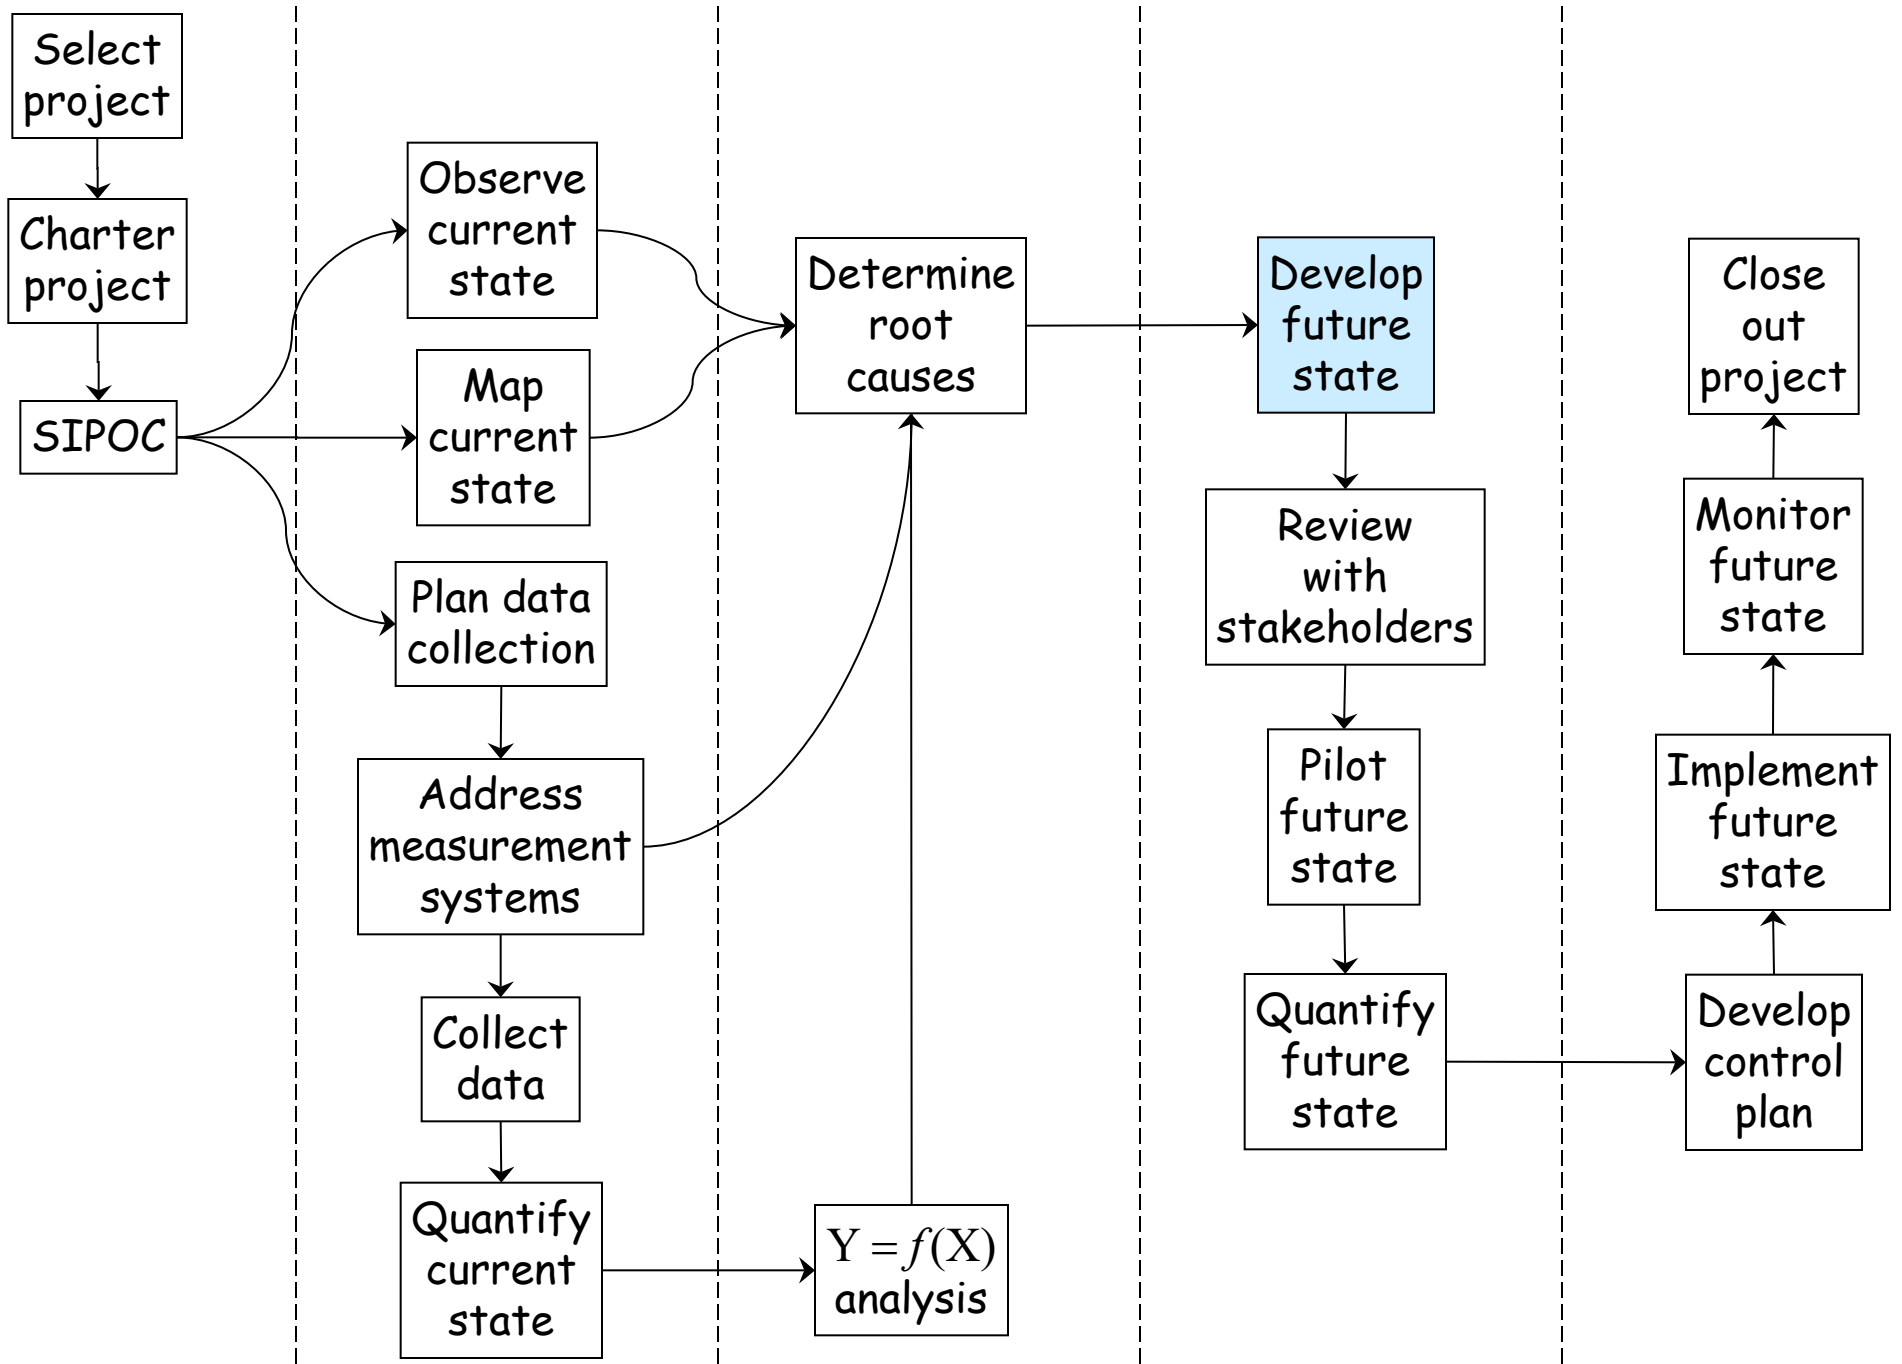 Select
project
Charter
project
SIPOC
Observe
current
state
Map
current
state
Plan data
collection
Address
measurement
systems
Collect
data
Quantify
current
state
Determine
root
causes
Y = f(X)
analysis
Develop
future
state
Review
with
stakeholders
Pilot
future
state
Quantify
future
state
Close
out
project
Monitor
future
state
Implement
future
state
Develop
control
plan